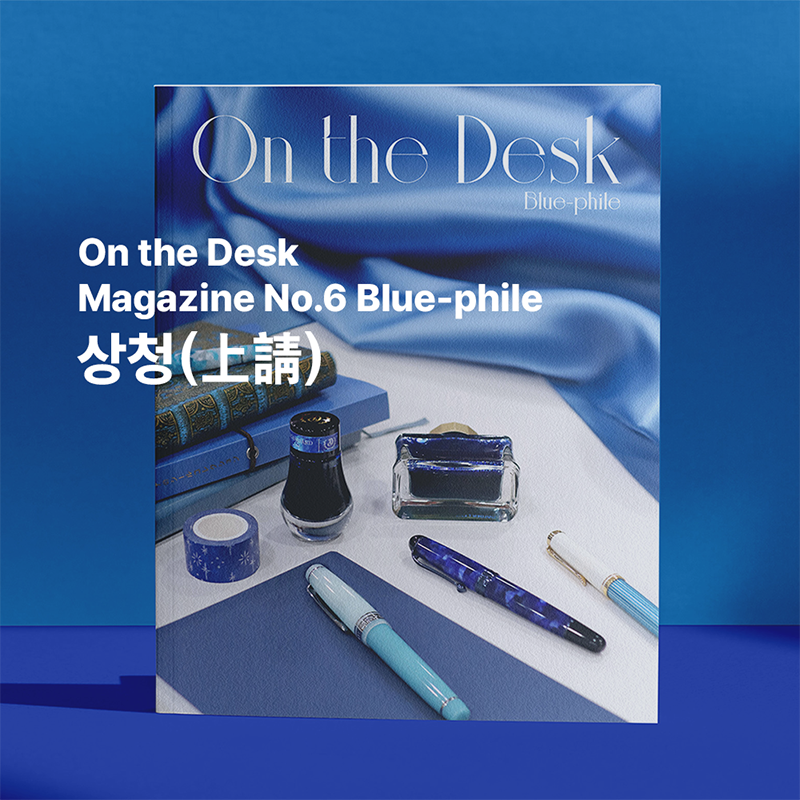 On the Desk
Blue-phile
On the Desk
Magazine No.6 Blue-phile
상청(上請)